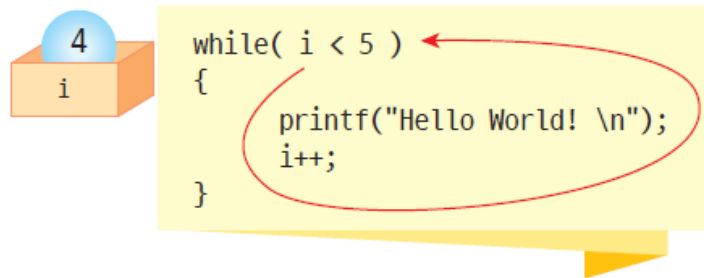 4
i
while( i < 5 )
{
printf("Hello World! \n");
i++;
}